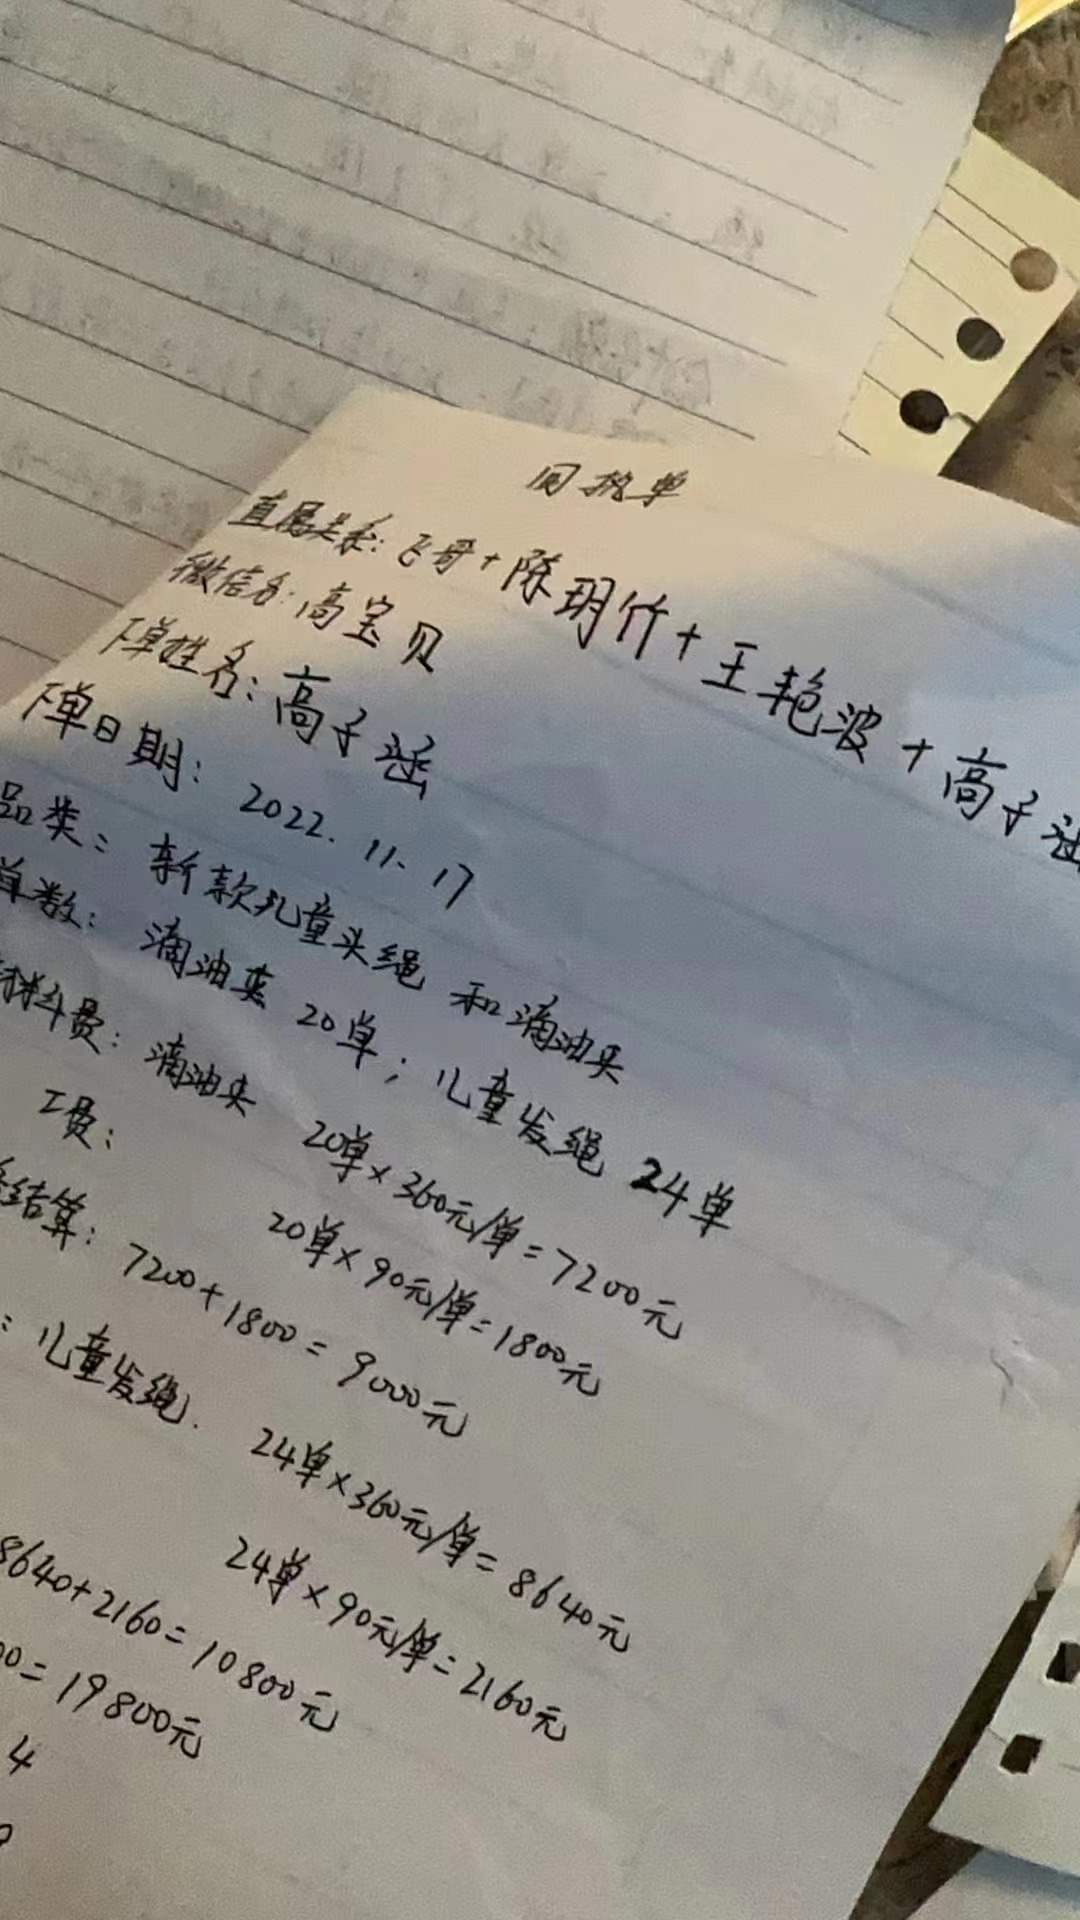 回执单
直属关系: 飞哥+陈玥仟+王艳波+高子涵
微信名: 高宝贝
下单姓名: 高子涵
下单日期: 2022.11.17
品类: 新款儿童头绳 和滴油夹
单数: 滴油夹 20单; 儿童发绳 24单
材料费: 滴油夹 20单×360元/单=7200元
工费: 20单×90元/单=1800元
结算: 7200+1800=9000元
: 儿童发绳. 24单×360元/单=8640元
24单×90元/单=2160元
8640+2160=10800元
00=19800元
4